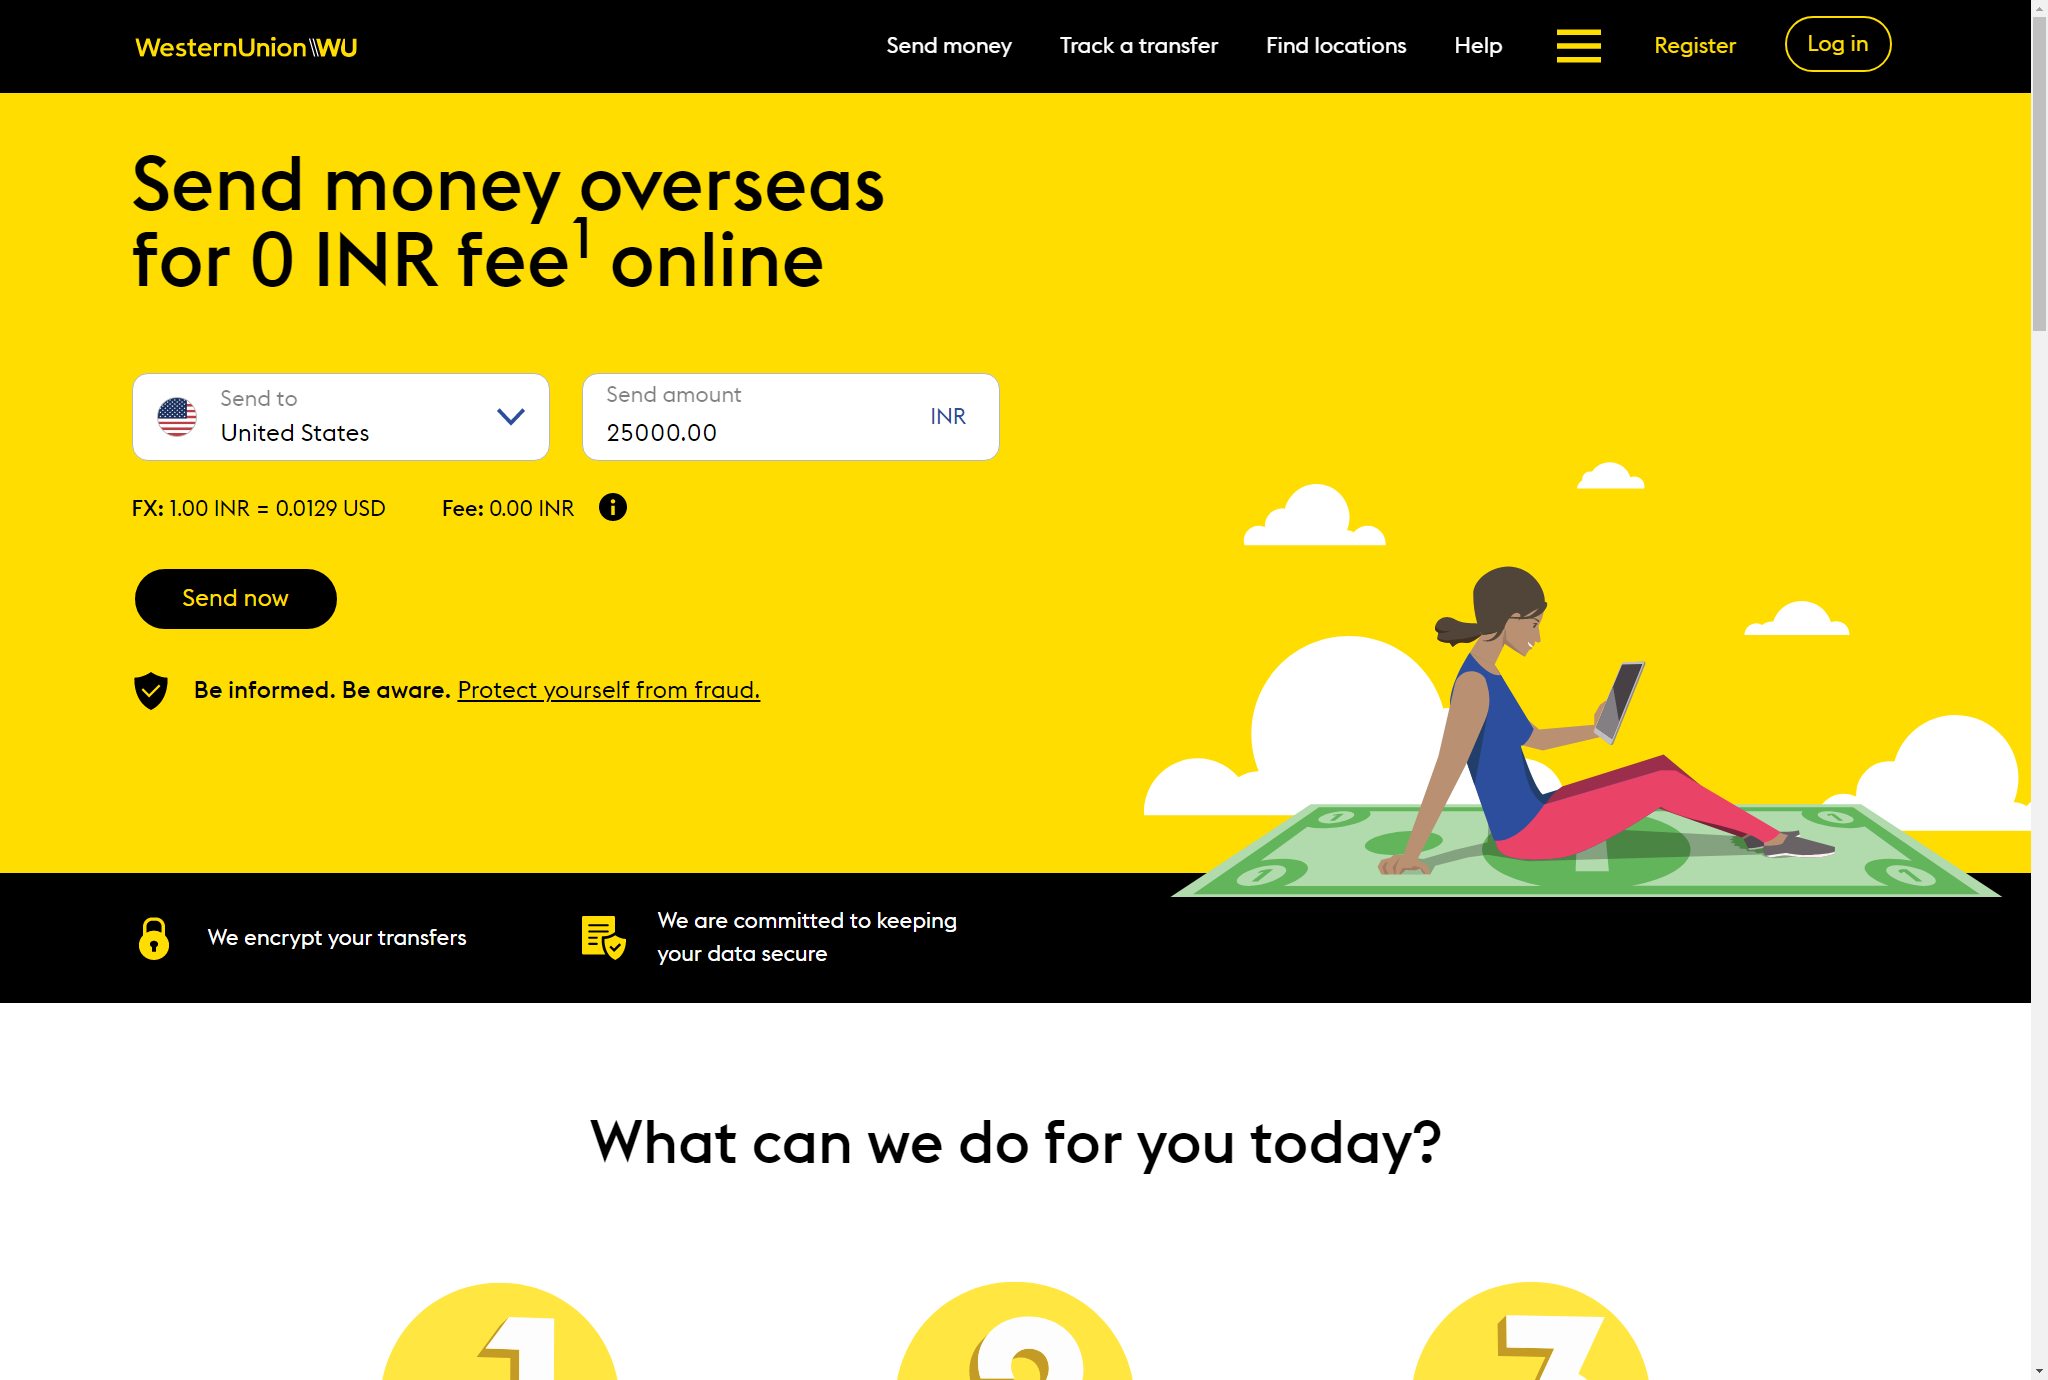 WesternUnion WU
Send money
Track a transfer
Find locations
Help
Register
Log in
Send money overseas
for 0 INR fee1 online
Send to
United States
Send amount
25000.00
INR
FX: 1.00 INR = 0.0129 USD
Fee: 0.00 INR
Send now
Be informed. Be aware. Protect yourself from fraud.
We encrypt your transfers
We are committed to keeping
your data secure
What can we do for you today?
1
2
3